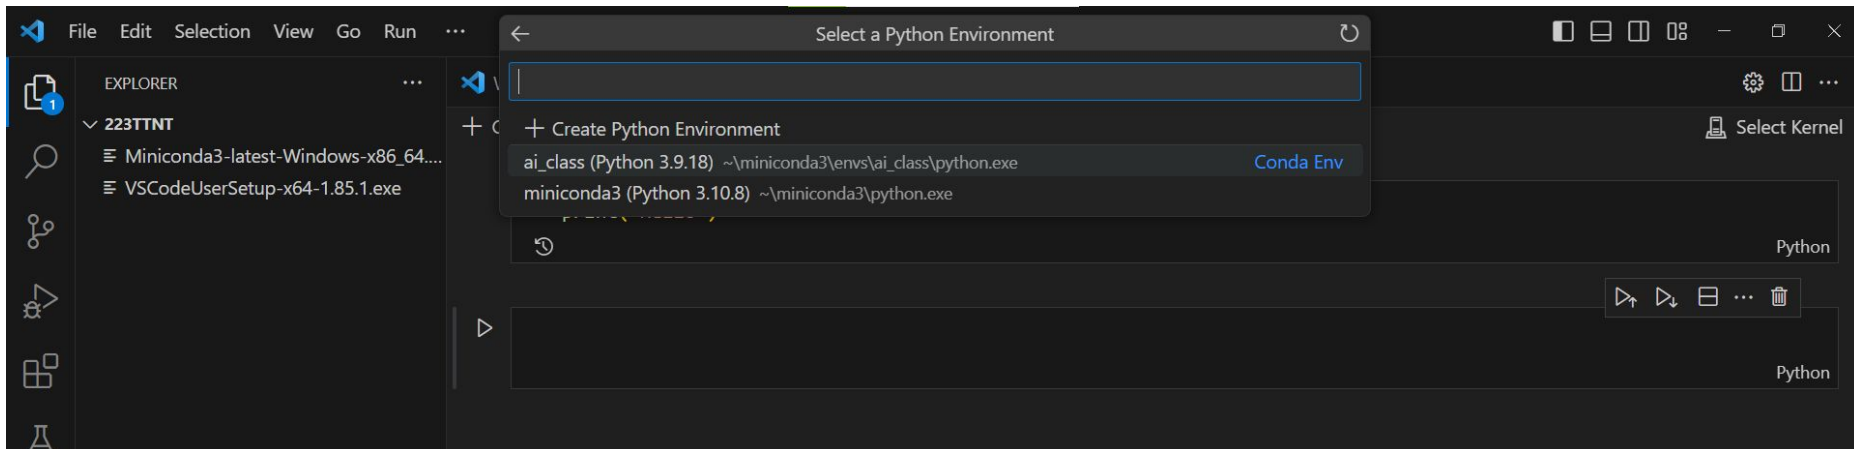 File Edit Selection View Go Run ···
Select a Python Environment
EXPLORER ···
1
223TTNT
Miniconda3-latest-Windows-x86_64....
VSCodeUserSetup-x64-1.85.1.exe
+ Create Python Environment
ai_class (Python 3.9.18) ~\miniconda3\envs\ai_class\python.exe Conda Env
miniconda3 (Python 3.10.8) ~\miniconda3\python.exe
Select Kernel
Python
Python